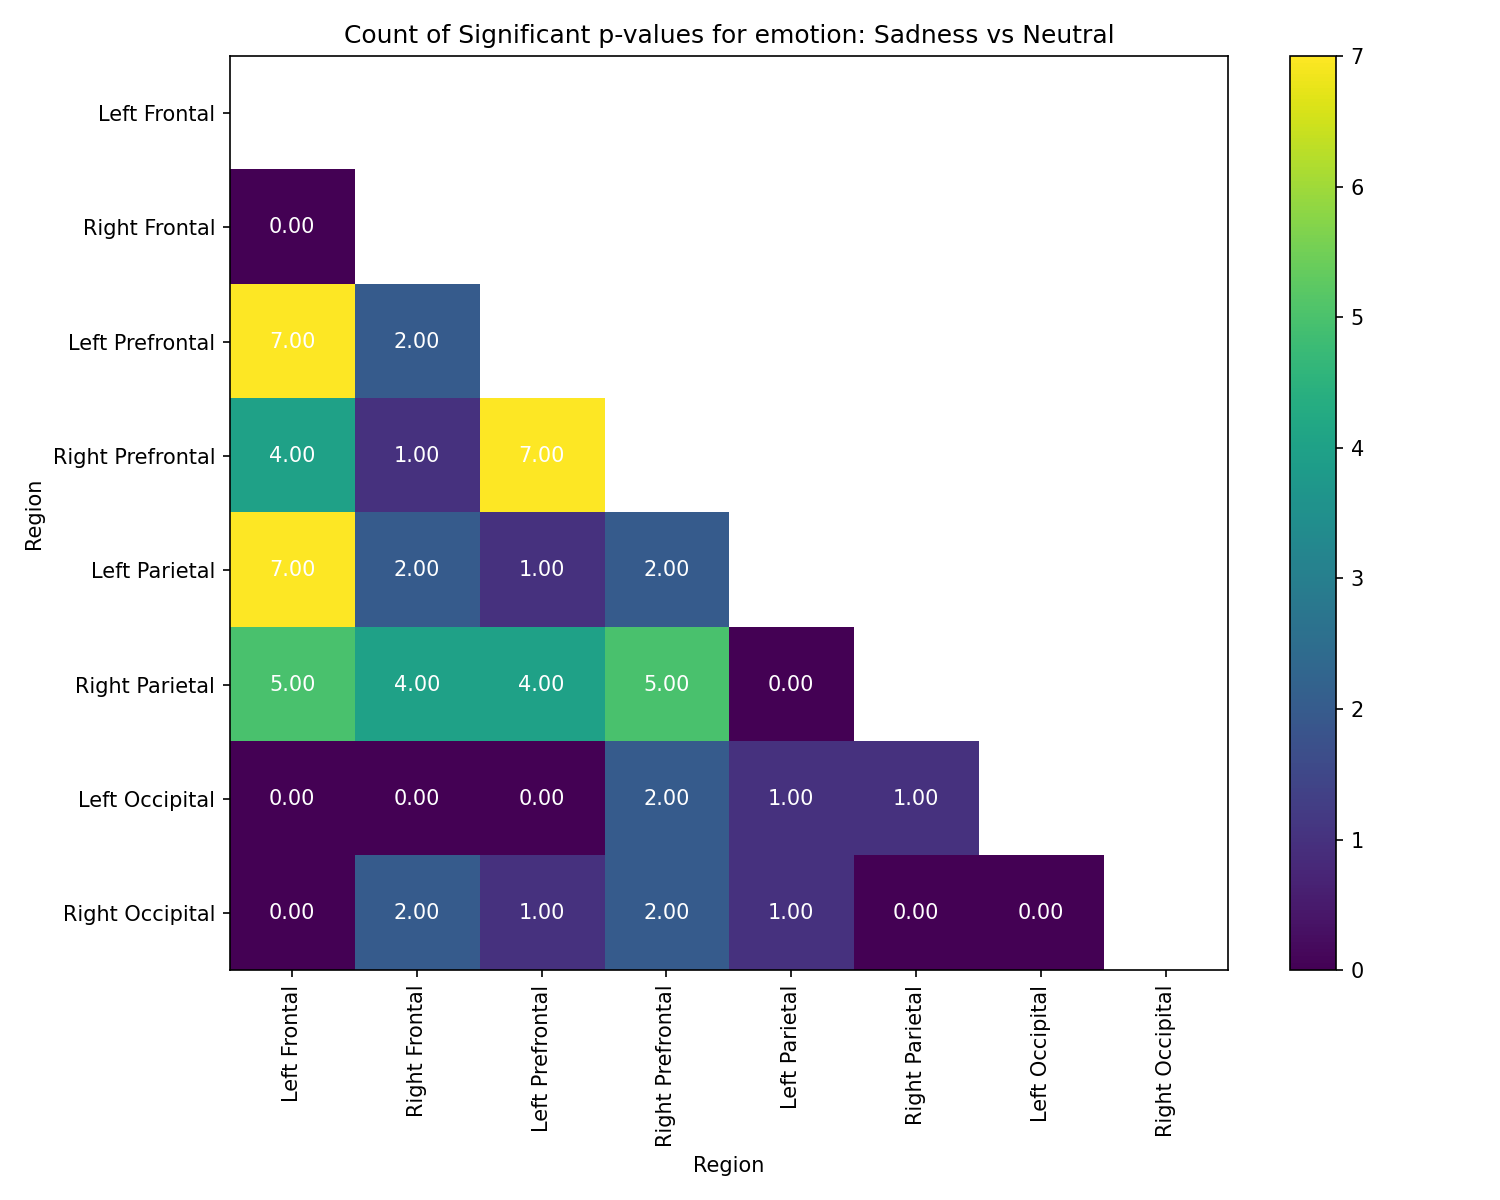 Count of Significant p-values for emotion: Sadness vs Neutral
Region
Left Frontal
Right Frontal 0.00
Left Prefrontal 7.00 2.00
Right Prefrontal 4.00 1.00 7.00
Left Parietal 7.00 2.00 1.00 2.00
Right Parietal 5.00 4.00 4.00 5.00 0.00
Left Occipital 0.00 0.00 0.00 2.00 1.00 1.00
Right Occipital 0.00 2.00 1.00 2.00 1.00 0.00 0.00
Left Frontal
Right Frontal
Left Prefrontal
Right Prefrontal
Left Parietal
Right Parietal
Left Occipital
Right Occipital
Region
7
6
5
4
3
2
1
0